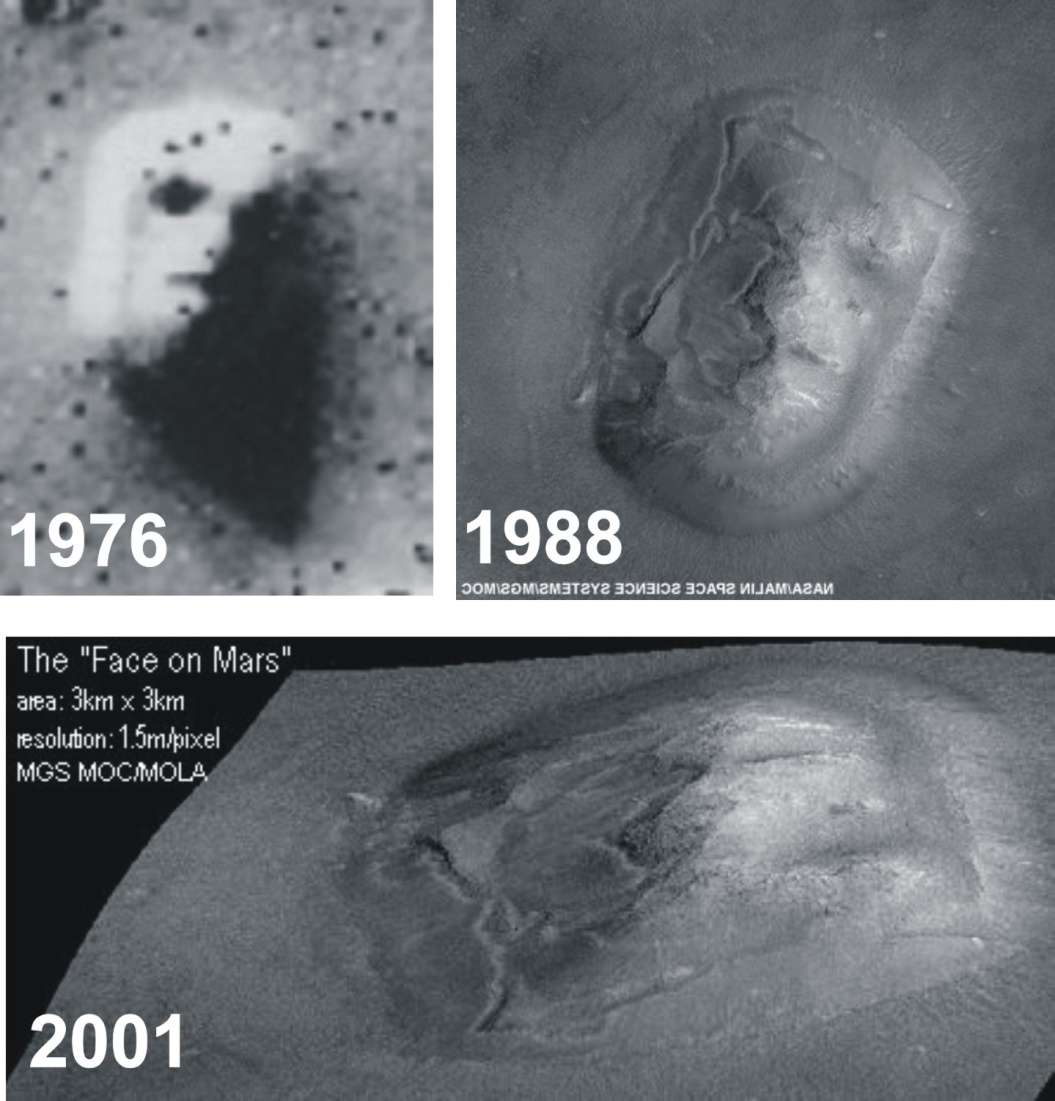 1976
1988
NASA/MALIN SPACE SCIENCE SYSTEMS/MGS/MOC
The "Face on Mars"
area: 3km x 3km
resolution: 1.5m/pixel
MGS MOC/MOLA
2001